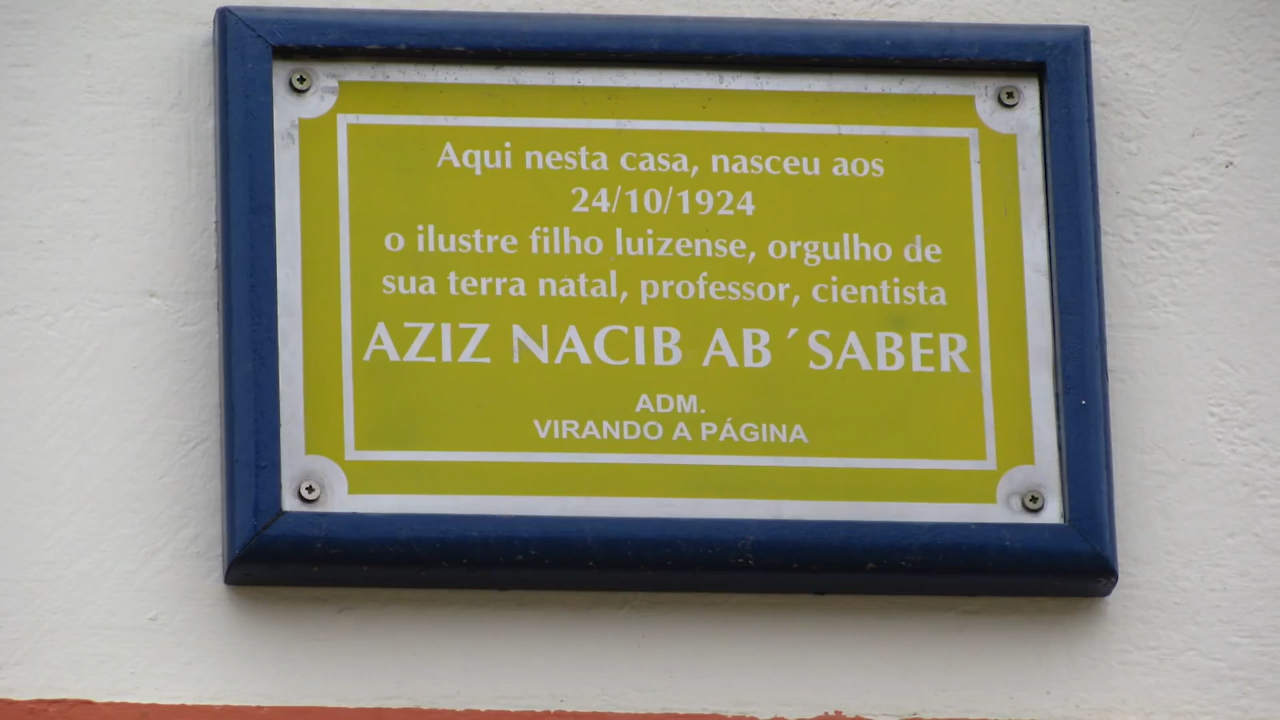 Aqui nesta casa, nasceu aos
24/10/1924
o ilustre filho luizense, orgulho de
sua terra natal, professor, cientista
AZIZ NACIB AB´SABER
ADM.
VIRANDO A PÁGINA